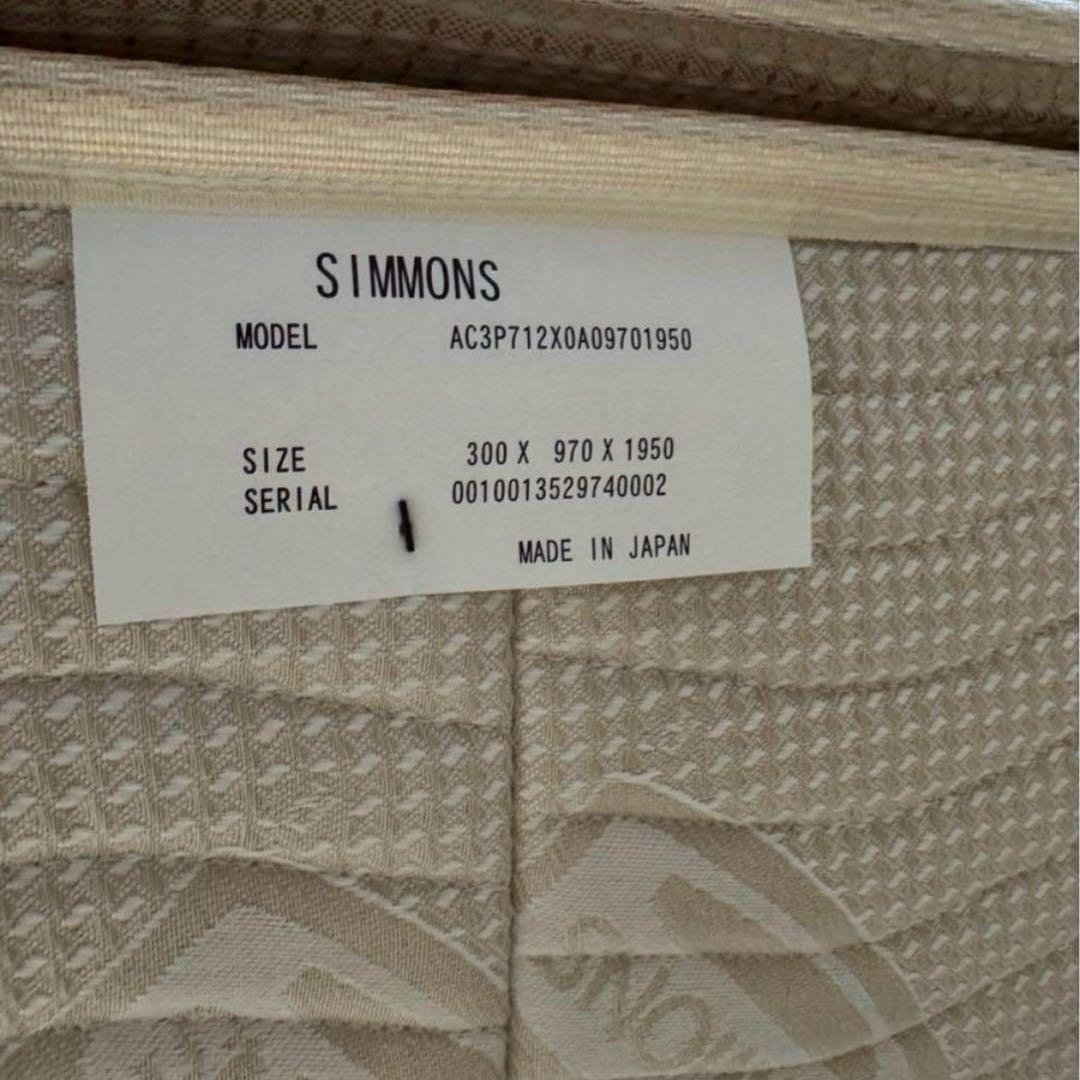 SIMMONS
MODEL AC3P712X0A09701950
SIZE 300 X 970 X 1950
SERIAL 0010013529740002
MADE IN JAPAN